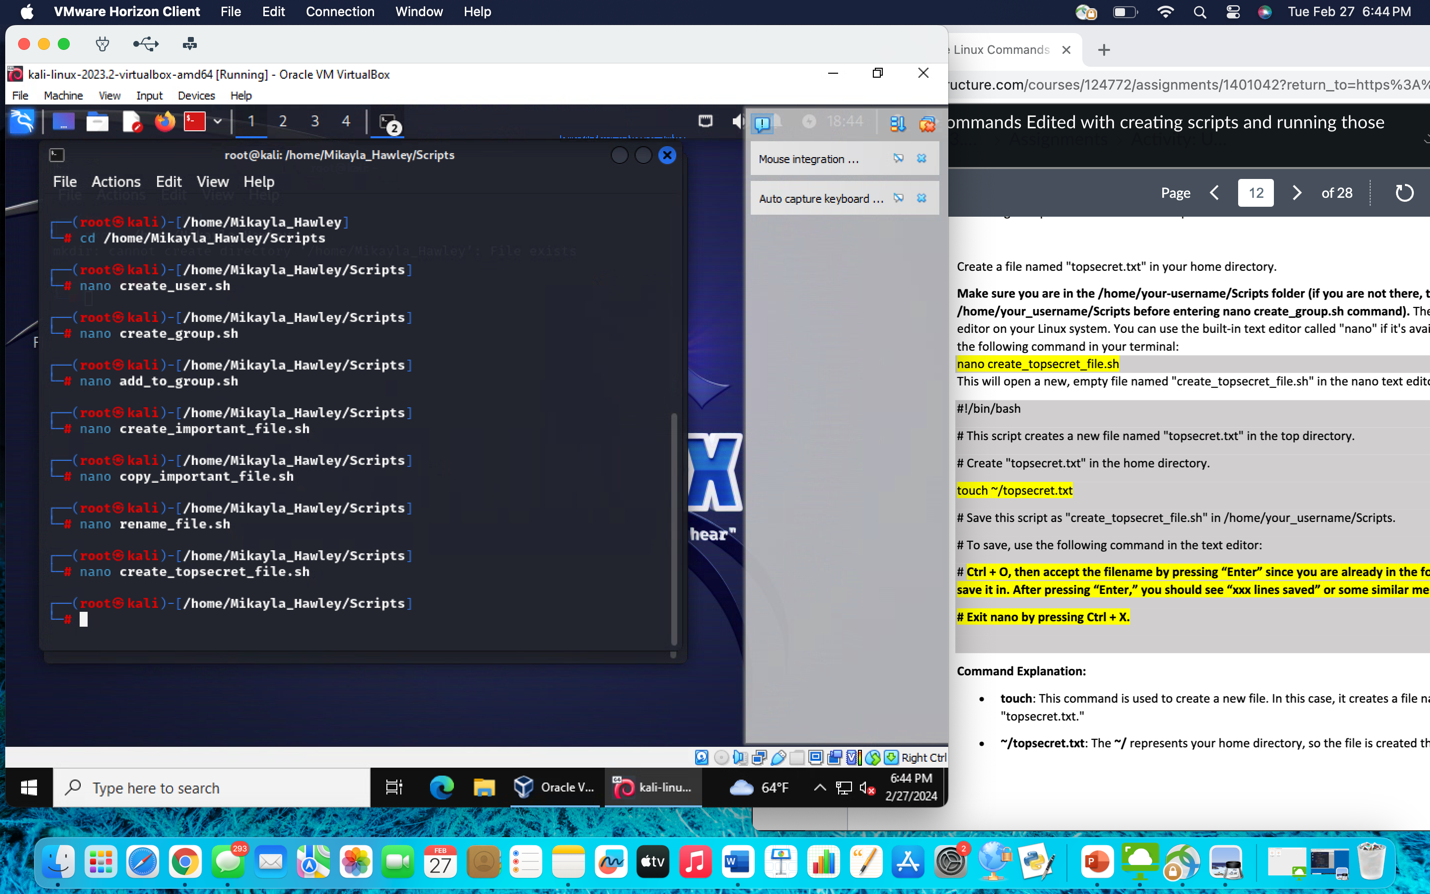 VMware Horizon Client File Edit Connection Window Help
Tue Feb 27 6:44 PM
Linux Commands
kali-linux-2023.2-virtualbox-amd64 [Running] - Oracle VM VirtualBox
ucture.com/courses/124772/assignments/1401042?return_to=https%3A%
File Machine View Input Devices Help
1 2 3 4
2
18:44
ommands Edited with creating scripts and running those
root@kali: /home/Mikayla_Hawley/Scripts
Mouse integration ...
File Actions Edit View Help
Auto capture keyboard ...
Page 12 of 28
(root㉿kali)-[/home/Mikayla_Hawley]
# cd /home/Mikayla_Hawley/Scripts
(root㉿kali)-[/home/Mikayla_Hawley/Scripts]
# nano create_user.sh
(root㉿kali)-[/home/Mikayla_Hawley/Scripts]
# nano create_group.sh
(root㉿kali)-[/home/Mikayla_Hawley/Scripts]
# nano add_to_group.sh
(root㉿kali)-[/home/Mikayla_Hawley/Scripts]
# nano create_important_file.sh
(root㉿kali)-[/home/Mikayla_Hawley/Scripts]
# nano copy_important_file.sh
(root㉿kali)-[/home/Mikayla_Hawley/Scripts]
# nano rename_file.sh
(root㉿kali)-[/home/Mikayla_Hawley/Scripts]
# nano create_topsecret_file.sh
(root㉿kali)-[/home/Mikayla_Hawley/Scripts]
#
X
hear"
Create a file named "topsecret.txt" in your home directory.
Make sure you are in the /home/your-username/Scripts folder (if you are not there, t
/home/your_username/Scripts before entering nano create_group.sh command). The
editor on your Linux system. You can use the built-in text editor called "nano" if it's avai
the following command in your terminal:
nano create_topsecret_file.sh
This will open a new, empty file named "create_topsecret_file.sh" in the nano text edito
#!/bin/bash
# This script creates a new file named "topsecret.txt" in the top directory.
# Create "topsecret.txt" in the home directory.
touch ~/topsecret.txt
# Save this script as "create_topsecret_file.sh" in /home/your_username/Scripts.
# To save, use the following command in the text editor:
# Ctrl + O, then accept the filename by pressing “Enter” since you are already in the fo
save it in. After pressing “Enter,” you should see “xxx lines saved” or some similar me
# Exit nano by pressing Ctrl + X.
Command Explanation:
• touch: This command is used to create a new file. In this case, it creates a file na
"topsecret.txt."
• ~/topsecret.txt: The ~/ represents your home directory, so the file is created th
Right Ctrl
Type here to search
Oracle V...
kali-linu...
64°F
6:44 PM
2/27/2024
293
FEB
27
tv
2